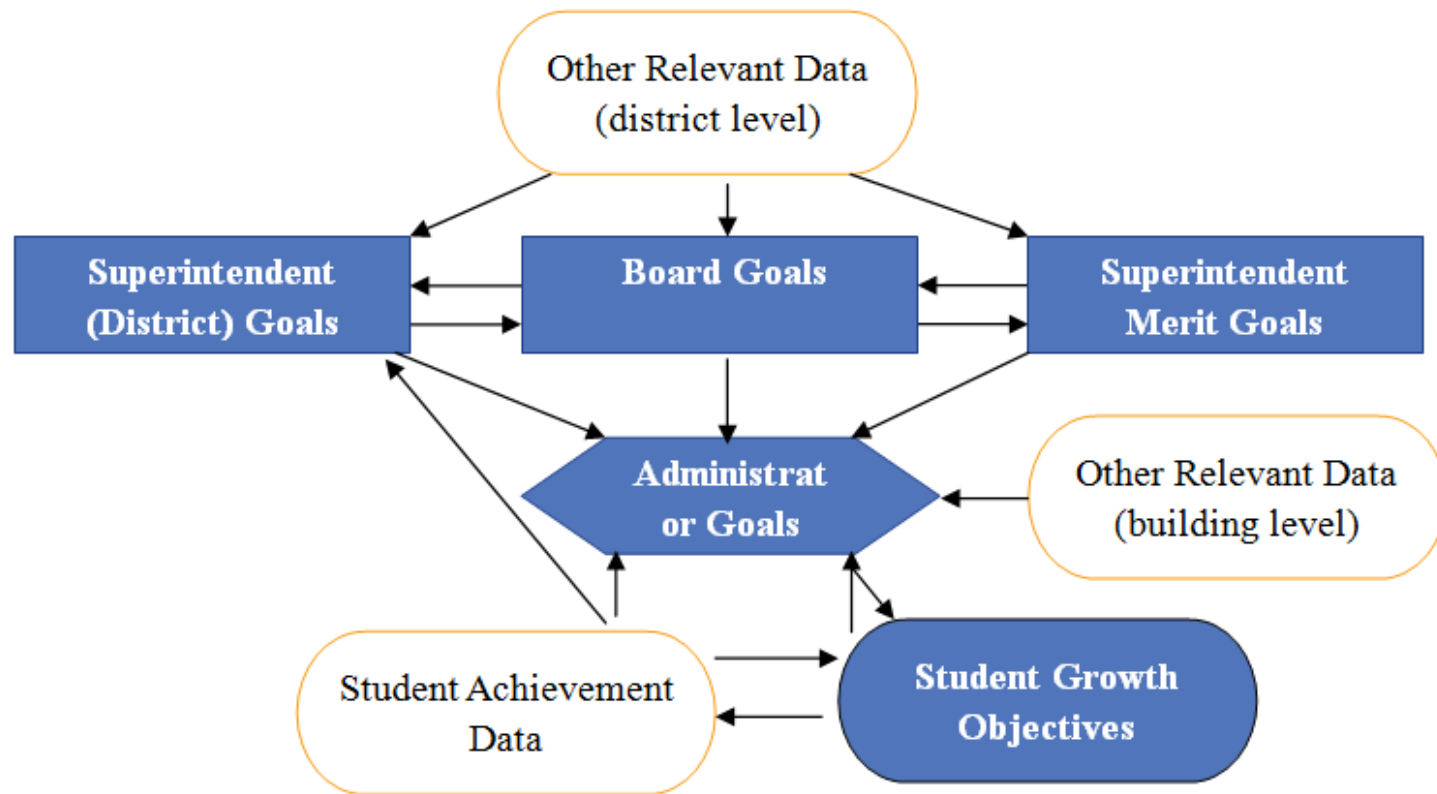 Other Relevant Data
(district level)
Superintendent
(District) Goals
Board Goals
Superintendent
Merit Goals
Administrat
or Goals
Other Relevant Data
(building level)
Student Achievement
Data
Student Growth
Objectives